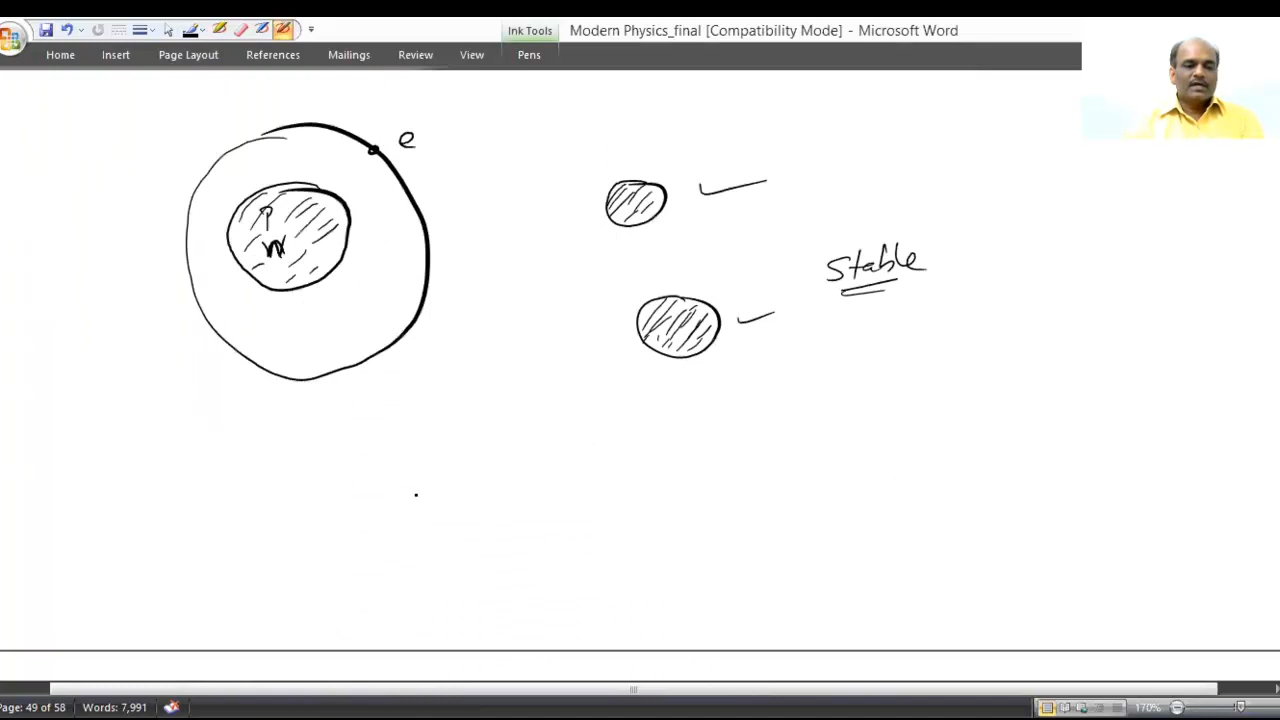 Ink Tools
Modern Physics_final [Compatibility Mode] - Microsoft Word
Home Insert Page Layout References Mailings Review View Pens
e
P
n
Stable
Page: 49 of 58 Words: 7,991 170%